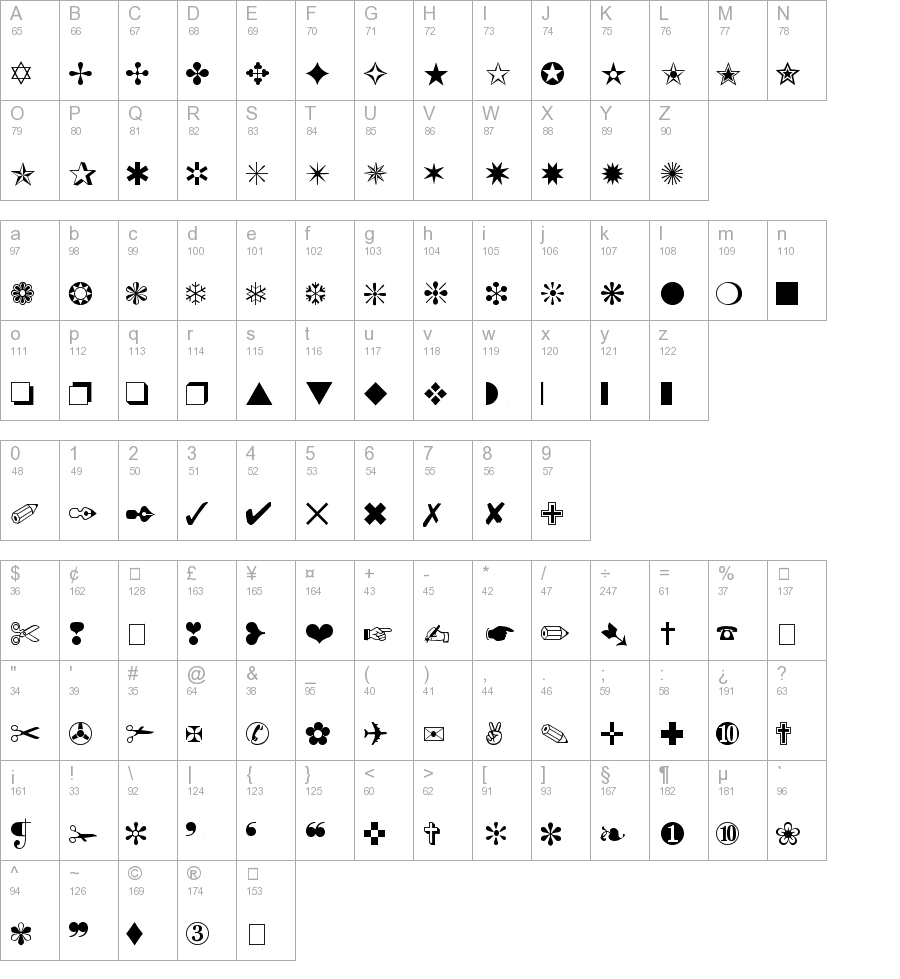 A B C D E F G H I J K L M N
65 66 67 68 69 70 71 72 73 74 75 76 77 78
✡ ✢ ✣ ✤ ✥ ✦ ✧ ★ ✩ ✪ ✫ ✬ ✭ ✮
O P Q R S T U V W X Y Z
79 80 81 82 83 84 85 86 87 88 89 90
✯ ✰ ✱ ✲ ✳ ✴ ✵ ✶ ✷ ✸ ✹ ✺
a b c d e f g h i j k l m n
97 98 99 100 101 102 103 104 105 106 107 108 109 110
❁ ❂ ❃ ❄ ❅ ❆ ❇ ❈ ❉ ❊ ❋ ● ❍ ■
o p q r s t u v w x y z
111 112 113 114 115 116 117 118 119 120 121 122
❏ ❐ ❑ ❒ ▲ ▼ ◆ ❖ ◗ ❘ ❙ ❚
0 1 2 3 4 5 6 7 8 9
48 49 50 51 52 53 54 55 56 57
✐ ✑ ✒ ✓ ✔ ✕ ✖ ✗ ✘ ✙
$ ¢ □ £ ¥ ¤ + - * / ÷ = % □
36 162 128 163 165 164 43 45 42 47 247 61 37 137
✄ ❢ □ ❣ ❥ ❤ ☞ ✍ ☛ ✏ ➷ ✝ ☎ □
" ' # @ & _ ( ) , . ; : ¿ ?
34 39 35 64 38 95 40 41 44 46 59 58 191 63
✂ ✇ ✃ ✠ ✆ ✿ ✈ ✉ ✌ ✎ ✛ ✚ ❿ ✟
¡ ! \ | { } < > [ ] § ¶ µ `
161 33 92 124 123 125 60 62 91 93 167 182 181 96
❡ ✁ ✼ ❜ ❛ ❝ ✜ ✞ ✻ ✽ ❧ ❶ ➉ ❀
^ ~ © ® □
94 126 169 174 153
✾ ❞ ♦ ③ □